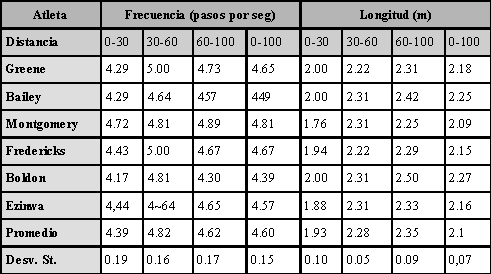 Atleta Frecuencia (pasos por seg) Longitud (m)
Distancia 0-30 30-60 60-100 0-100 0-30 30-60 60-100 0-100
Greene 4.29 5.00 4.73 4.65 2.00 2.22 2.31 2.18
Bailey 4.29 4.64 457 449 2.00 2.31 2.42 2.25
Montgomery 4.72 4.81 4.89 4.81 1.76 2.31 2.25 2.09
Fredericks 4.43 5.00 4.67 4.67 1.94 2.22 2.29 2.15
Boldon 4.17 4.81 4.30 4.39 2.00 2.31 2.50 2.27
Ezinwa 4,44 4~64 4.65 4.57 1.88 2.31 2.33 2.16
Promedio 4.39 4.82 4.62 4.60 1.93 2.28 2.35 2.1
Desv. St. 0.19 0.16 0.17 0.15 0.10 0.05 0.09 0,07